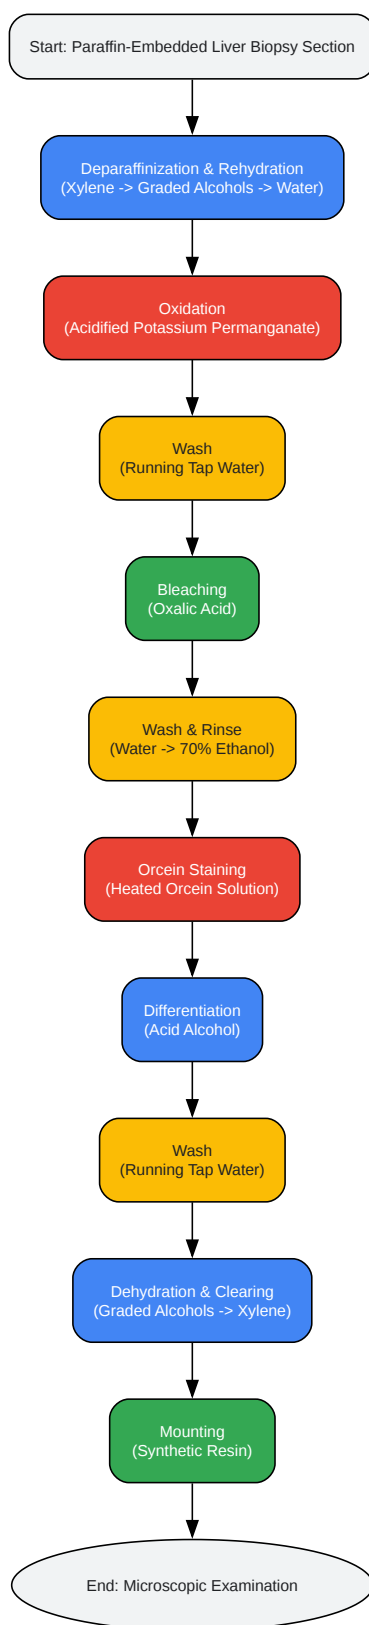 Start: Paraffin-Embedded Liver Biopsy Section
Deparaffinization & Rehydration
(Xylene -> Graded Alcohols -> Water)
Oxidation
(Acidified Potassium Permanganate)
Wash
(Running Tap Water)
Bleaching
(Oxalic Acid)
Wash & Rinse
(Water -> 70% Ethanol)
Orcein Staining
(Heated Orcein Solution)
Differentiation
(Acid Alcohol)
Wash
(Running Tap Water)
Dehydration & Clearing
(Graded Alcohols -> Xylene)
Mounting
(Synthetic Resin)
End: Microscopic Examination